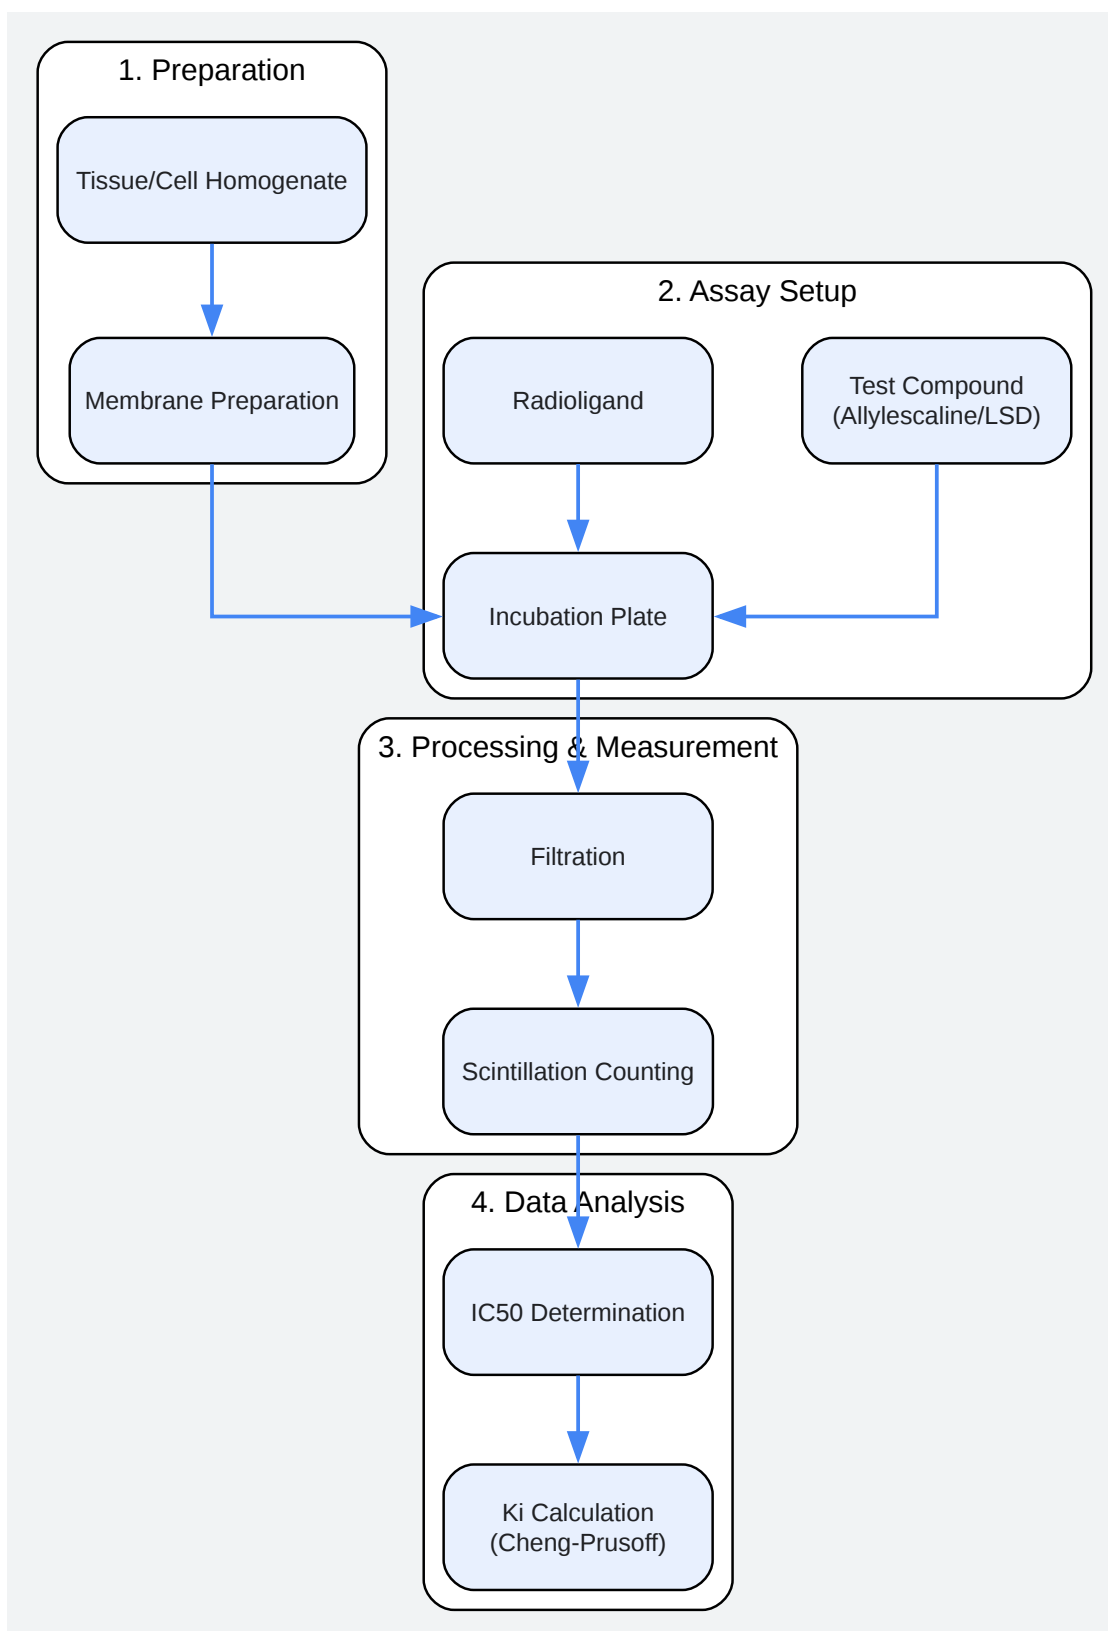 1. Preparation
Tissue/Cell Homogenate
Membrane Preparation
2. Assay Setup
Radioligand
Test Compound
(Allylescaline/LSD)
Incubation Plate
3. Processing & Measurement
Filtration
Scintillation Counting
4. Data Analysis
IC50 Determination
Ki Calculation
(Cheng-Prusoff)